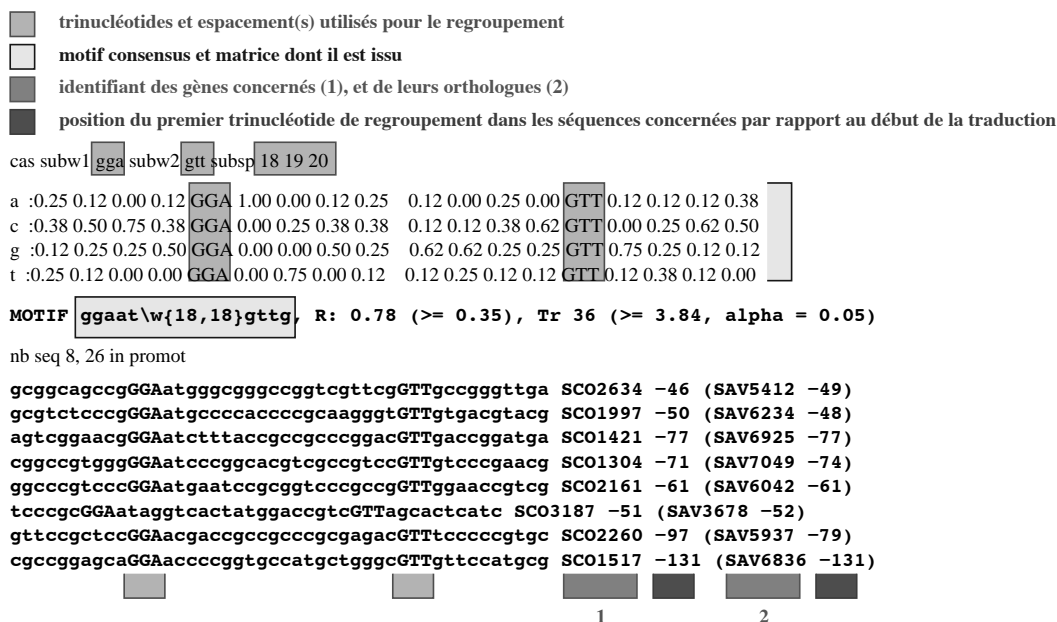 trinucléotides et espacement(s) utilisés pour le regroupement
motif consensus et matrice dont il est issu
identifiant des gènes concernés (1), et de leurs orthologues (2)
position du premier trinucléotide de regroupement dans les séquences concernées par rapport au début de la traduction
cas subw1 gga subw2 gtt subsp 18 19 20
a :0.25 0.12 0.00 0.12 GGA 1.00 0.00 0.12 0.25 0.12 0.00 0.25 0.00 GTT 0.12 0.12 0.12 0.38
c :0.38 0.50 0.75 0.38 GGA 0.00 0.25 0.38 0.38 0.12 0.12 0.38 0.62 GTT 0.00 0.25 0.62 0.50
g :0.12 0.25 0.25 0.50 GGA 0.00 0.00 0.50 0.25 0.62 0.62 0.25 0.25 GTT 0.75 0.25 0.12 0.12
t :0.25 0.12 0.00 0.00 GGA 0.00 0.75 0.00 0.12 0.12 0.25 0.12 0.12 GTT 0.12 0.38 0.12 0.00
MOTIF ggaat\w{18,18}gttg, R: 0.78 (>= 0.35), Tr 36 (>= 3.84, alpha = 0.05)
nb seq 8, 26 in promot
gcggcagccgGGAatgggcgggccggtcgttcgGTTgccgggttga SCO2634 −46 (SAV5412 −49)
gcgtctcccgGGAatgccccaccccgcaagggtGTTgtgacgtacg SCO1997 −50 (SAV6234 −48)
agtcggaacgGGAatctttaccgccgcccggacGTTgaccggatga SCO1421 −77 (SAV6925 −77)
cggccgtgggGGAatcccggcacgtcgccgtccGTTgtcccgaacg SCO1304 −71 (SAV7049 −74)
ggcccgtcccGGAatgaatccgcggtcccgccgGTTggaaccgtcg SCO2161 −61 (SAV6042 −61)
tcccgcGGAataggtcactatggaccgtcGTTagcactcatc SCO3187 −51 (SAV3678 −52)
gttccgctccGGAacgaccgccgcccgcgagacGTTtcccccgtgc SCO2260 −97 (SAV5937 −79)
cgccggagcaGGAaccccggtgccatgctgggcGTTgttccatgcg SCO1517 −131 (SAV6836 −131)
1 2